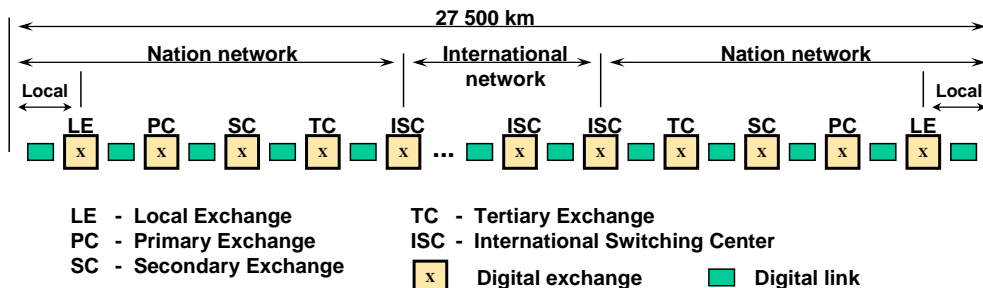 27 500 km
Nation network International network Nation network
Local Local
LE PC SC TC ISC ISC ISC TC SC PC LE
x x x x x ... x x x x x x
LE - Local Exchange
PC - Primary Exchange
SC - Secondary Exchange
TC - Tertiary Exchange
ISC - International Switching Center
x Digital exchange Digital link